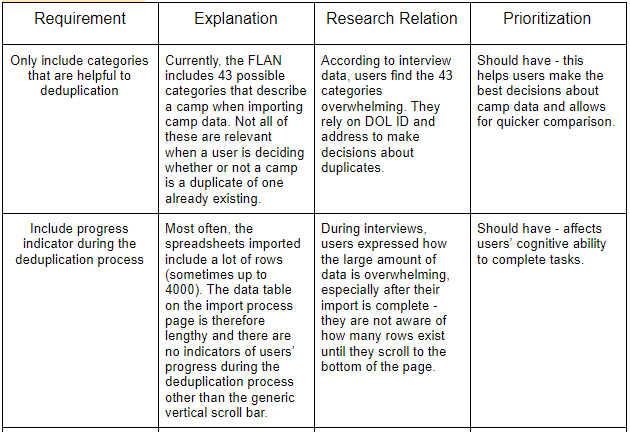 Requirement
Explanation
Research Relation
Prioritization
Only include categories
that are helpful to
deduplication
Currently, the FLAN
includes 43 possible
categories that describe
a camp when importing
camp data. Not all of
these are relevant
when a user is deciding
whether or not a camp
is a duplicate of one
already existing.
According to interview
data, users find the 43
categories
overwhelming. They
rely on DOL ID and
address to make
decisions about
duplicates.
Should have - this
helps users make the
best decisions about
camp data and allows
for quicker comparison.
Include progress
indicator during the
deduplication process
Most often, the
spreadsheets imported
include a lot of rows
(sometimes up to
4000). The data table
on the import process
page is therefore
lengthy and there are
no indicators of users’
progress during the
deduplication process
other than the generic
vertical scroll bar.
During interviews,
users expressed how
the large amount of
data is overwhelming,
especially after their
import is complete -
they are not aware of
how many rows exist
until they scroll to the
bottom of the page.
Should have - affects
users’ cognitive ability
to complete tasks.